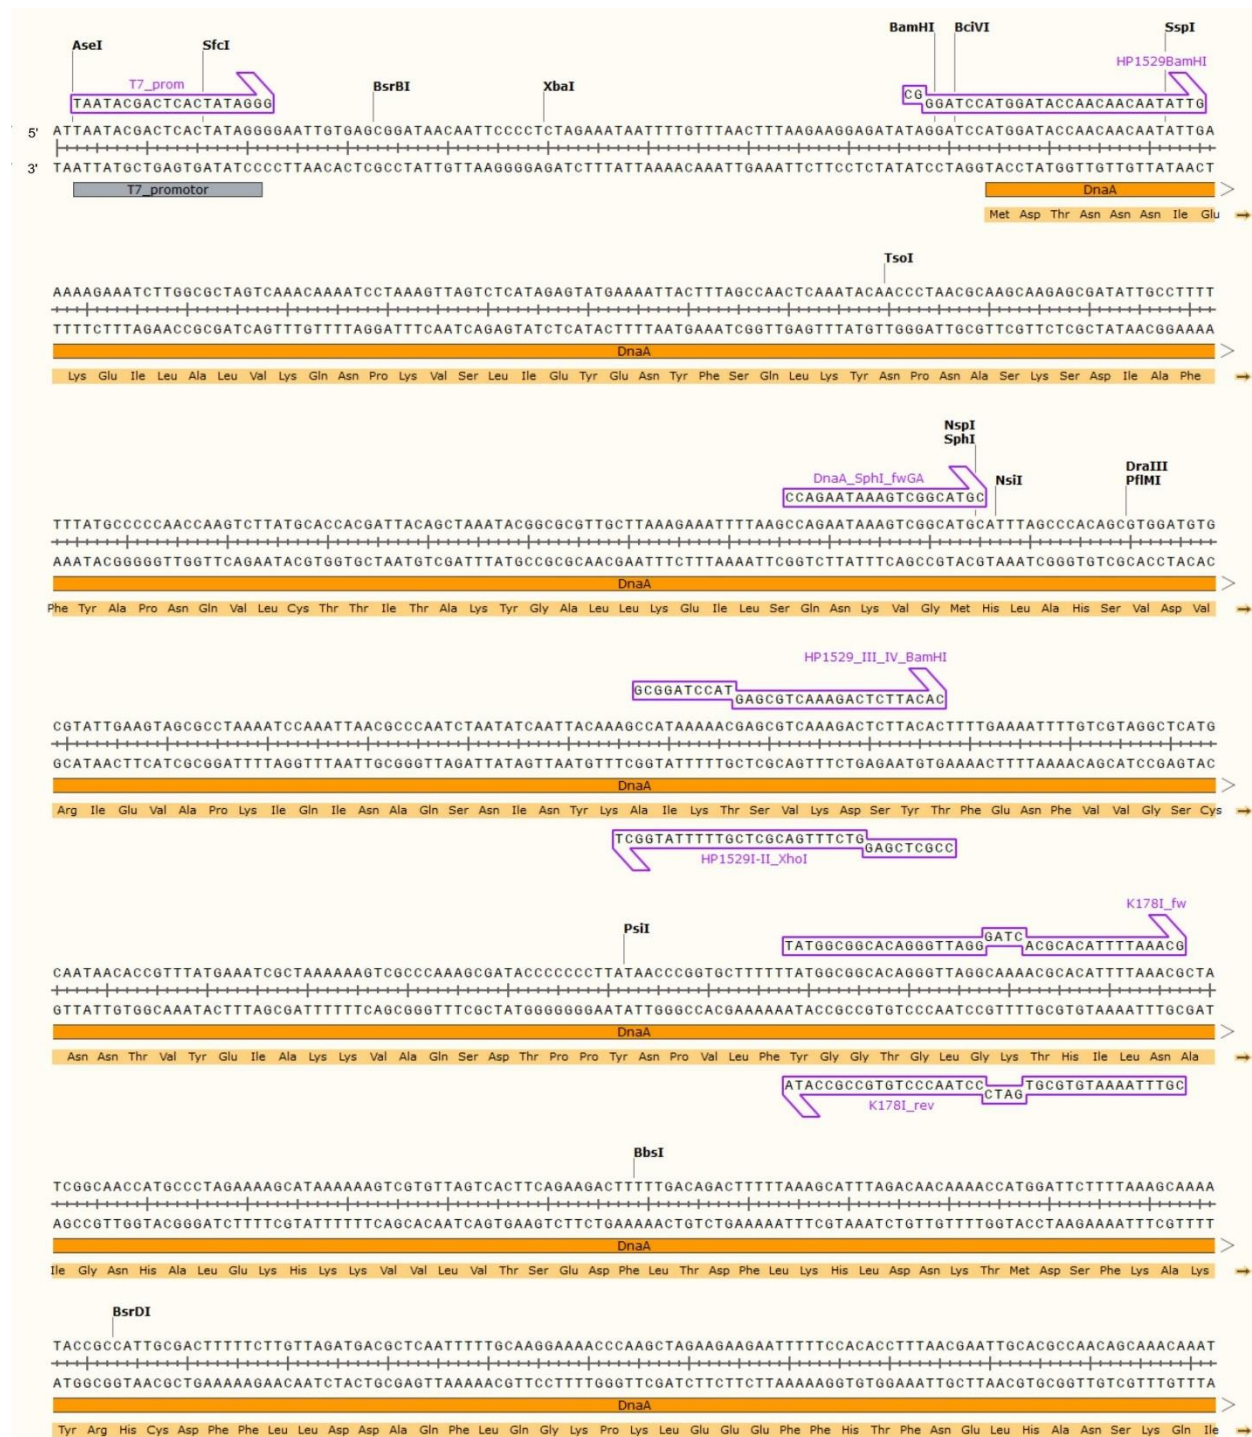 AseI SfcI BsrBI XbaI BamHI BciVI SspI
T7_prom HP1529BamHI
TAATACGACTCACTATAGGG CG GGATCCATGGATACCAACAACAATATTG
5' ATTAATACGACTCACTATAGGGGAATTGTGAGCGGATAACAATTCCCCTCTAGAAATAATTTTGTTTAACTTTAAGAAGGAGATATAGGATCCATGGATACCAACAACAATATTGA
3' TAATTATGCTGAGTGATATCCCCTTAACACTCGCCTATTGTTAAGGGGAGATCTTTATTAAAACAAATTGAAATTCTTCCTCTATATCCTAGGTACCTATGGTTGTTGTTATAACT
T7_promotor DnaA
Met Asp Thr Asn Asn Asn Ile Glu
TsoI
AAAAGAAATCTTGGCGCTAGTCAAACAAAATCCTAAAGTTAGTCTCATAGAGTATGAAAATTACTTTAGCCAACTCAAATACAACCCTAACGCAAGCAAGAGCGATATTGCCTTTT
TTTTCTTTAGAACCGCGATCAGTTTGTTTTAGGATTTCAATCAGAGTATCTCATACTTTTAATGAAATCGGTTGAGTTTATGTTGGGATTGCGTTCGTTCTCGCTATAACGGAAAA
DnaA
Lys Glu Ile Leu Ala Leu Val Lys Gln Asn Pro Lys Val Ser Leu Ile Glu Tyr Glu Asn Tyr Phe Ser Gln Leu Lys Tyr Asn Pro Asn Ala Ser Lys Ser Asp Ile Ala Phe
NspI
SphI NsiI DraIII
PflMI
DnaA_SphI_fwGA
CCAGAATAAAGTCGGCATGC
TTTATGCCCCCAACCAAGTCTTATGCACCACGATTACAGCTAAATACGGCGCGTTGCTTAAAGAAATTTTAAGCCAGAATAAAGTCGGCATGCATTTAGCCCACAGCGTGGATGTG
AAATACGGGGGTTGGTTCAGAATACGTGGTGCTAATGTCGATTTATGCCGCGCAACGAATTTCTTTAAAATTCGGTCTTATTTCAGCCGTACGTAAATCGGGTGTCGCACCTACAC
DnaA
Phe Tyr Ala Pro Asn Gln Val Leu Cys Thr Thr Ile Thr Ala Lys Tyr Gly Ala Leu Leu Lys Glu Ile Leu Ser Gln Asn Lys Val Gly Met His Leu Ala His Ser Val Asp Val
HP1529_III_IV_BamHI
GCGGATCCAT GAGCGTCAAAGACTCTTACAC
CGTATTGAAGTAGCGCCTAAAATCCAAATTAACGCCCAATCTAATATCAATTACAAAGCCATAAAAACGAGCGTCAAAGACTCTTACACTTTTGAAAATTTTGTCGTAGGCTCATG
GCATAACTTCATCGCGGATTTTAGGTTTAATTGCGGGTTAGATTATAGTTAATGTTTCGGTATTTTTGCTCGCAGTTTCTGAGAATGTGAAAACTTTTAAAACAGCATCCGAGTAC
DnaA
Arg Ile Glu Val Ala Pro Lys Ile Gln Ile Asn Ala Gln Ser Asn Ile Asn Tyr Lys Ala Ile Lys Thr Ser Val Lys Asp Ser Tyr Thr Phe Glu Asn Phe Val Val Gly Ser Cys
TCGGTATTTTTGCTCGCAGTTTCTG GAGCTCGCC
HP1529I-II_XhoI
PsiI K178I_fw
TATGGCGGCACAGGGTTAGG GATC ACGCACATTTTAAACG
CAATAACACCGTTTATGAAATCGCTAAAAAAGTCGCCCAAAGCGATACCCCCCCTTATAACCCGGTGCTTTTTTATGGCGGCACAGGGTTAGGCAAAACGCACATTTTAAACGCTA
GTTATTGTGGCAAATACTTTAGCGATTTTTTCAGCGGGTTTCGCTATGGGGGGGAATATTGGGCCACGAAAAAATACCGCCGTGTCCCAATCCGTTTTGCGTGTAAAATTTGCGAT
DnaA
Asn Asn Thr Val Tyr Glu Ile Ala Lys Lys Val Ala Gln Ser Asp Thr Pro Pro Tyr Asn Pro Val Leu Phe Tyr Gly Gly Thr Gly Leu Gly Lys Thr His Ile Leu Asn Ala
ATACCGCCGTGTCCCAATCC CTAG TGCGTGTAAAATTTGC
K178I_rev
BbsI
TCGGCAACCATGCCCTAGAAAAGCATAAAAAAGTCGTGTTAGTCACTTCAGAAGACTTTTTGACAGACTTTTTAAAGCATTTAGACAACAAAACCATGGATTCTTTTAAAGCAAAA
AGCCGTTGGTACGGGATCTTTTCGTATTTTTTCAGCACAATCAGTGAAGTCTTCTGAAAAACTGTCTGAAAAATTTCGTAAATCTGTTGTTTTGGTACCTAAGAAAATTTCGTTTT
DnaA
Ile Gly Asn His Ala Leu Glu Lys His Lys Lys Val Val Leu Val Thr Ser Glu Asp Phe Leu Thr Asp Phe Leu Lys His Leu Asp Asn Lys Thr Met Asp Ser Phe Lys Ala Lys
BsrDI
TACCGCCATTGCGACTTTTTCTTGTTAGATGACGCTCAATTTTTGCAAGGAAAACCCAAGCTAGAAGAAGAATTTTTCCACACCTTTAACGAATTGCACGCCAACAGCAAACAAAT
ATGGCGGTAACGCTGAAAAAGAACAATCTACTGCGAGTTAAAAACGTTCCTTTTGGGTTCGATCTTCTTCTTAAAAAGGTGTGGAAATTGCTTAACGTGCGGTTGTCGTTTGTTTA
DnaA
Tyr Arg His Cys Asp Phe Phe Leu Leu Asp Asp Ala Gln Phe Leu Gln Gly Lys Pro Lys Leu Glu Glu Glu Phe Phe His Thr Phe Asn Glu Leu His Ala Asn Ser Lys Gln Ile